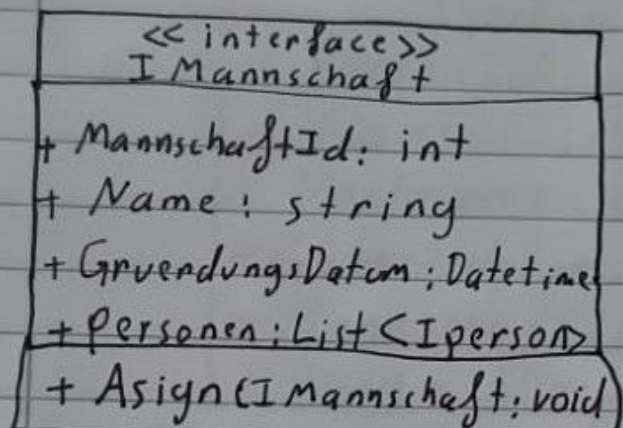 << interface >>
IMannschaft
+ MannschaftId: int
+ Name: string
+ GruendungsDatum: Datetime
+ Personen: List<Iperson>
+ Asign(IMannschaft: void